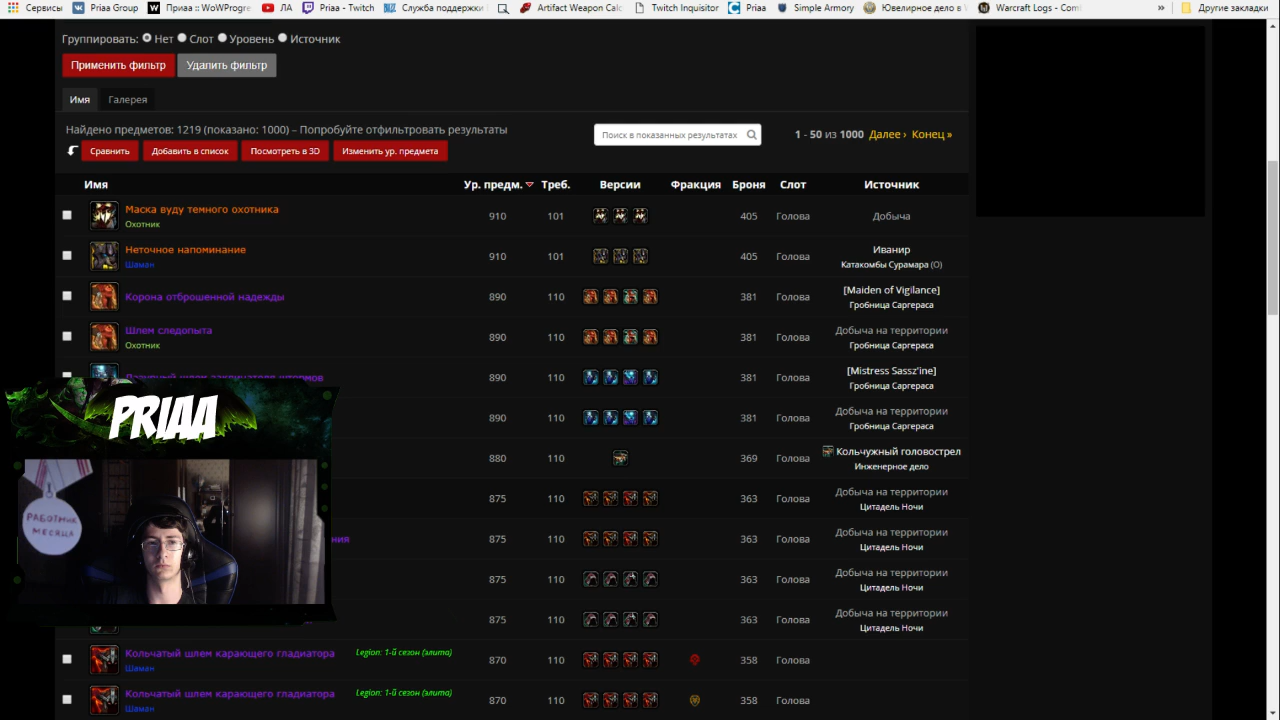 Сервисы
Priaa Group
Приаа :: WoWProgre
ЛА
Priaa - Twitch
Служба поддержки
Artifact Weapon Calc
Twitch Inquisitor
Priaa
Simple Armory
Ювелирное дело в
Warcraft Logs - Coml
»
Другие закладки
Группировать: Нет Слот Уровень Источник
Применить фильтр Удалить фильтр
Имя Галерея
Найдено предметов: 1219 (показано: 1000) – Попробуйте отфильтровать результаты
Поиск в показанных результатах
1 - 50 из 1000 Далее › Конец »
Сравнить Добавить в список Посмотреть в 3D Изменить ур. предмета
Имя Ур. предм. Треб. Версии Фракция Броня Слот Источник
Маска вуду темного охотника 910 101 405 Голова Добыча
Охотник
Неточное напоминание 910 101 405 Голова Иванир
Шаман Катакомбы Сурамара (О)
Корона отброшенной надежды 890 110 381 Голова [Maiden of Vigilance]
Гробница Саргераса
Шлем следопыта 890 110 381 Голова Добыча на территории
Охотник Гробница Саргераса
890 110 381 Голова [Mistress Sassz'ine]
Гробница Саргераса
890 110 381 Голова Добыча на территории
Гробница Саргераса
880 110 369 Голова Кольчужный головострел
Инженерное дело
875 110 363 Голова Добыча на территории
Цитадель Ночи
875 110 363 Голова Добыча на территории
Цитадель Ночи
875 110 363 Голова Добыча на территории
Цитадель Ночи
875 110 363 Голова Добыча на территории
Цитадель Ночи
Кольчатый шлем карающего гладиатора Legion: 1-й сезон (элита) 870 110 358 Голова
Шаман
Кольчатый шлем карающего гладиатора Legion: 1-й сезон (элита) 870 110 358 Голова
Шаман
PRIAA
РАБОТНИК
МЕСЯЦА